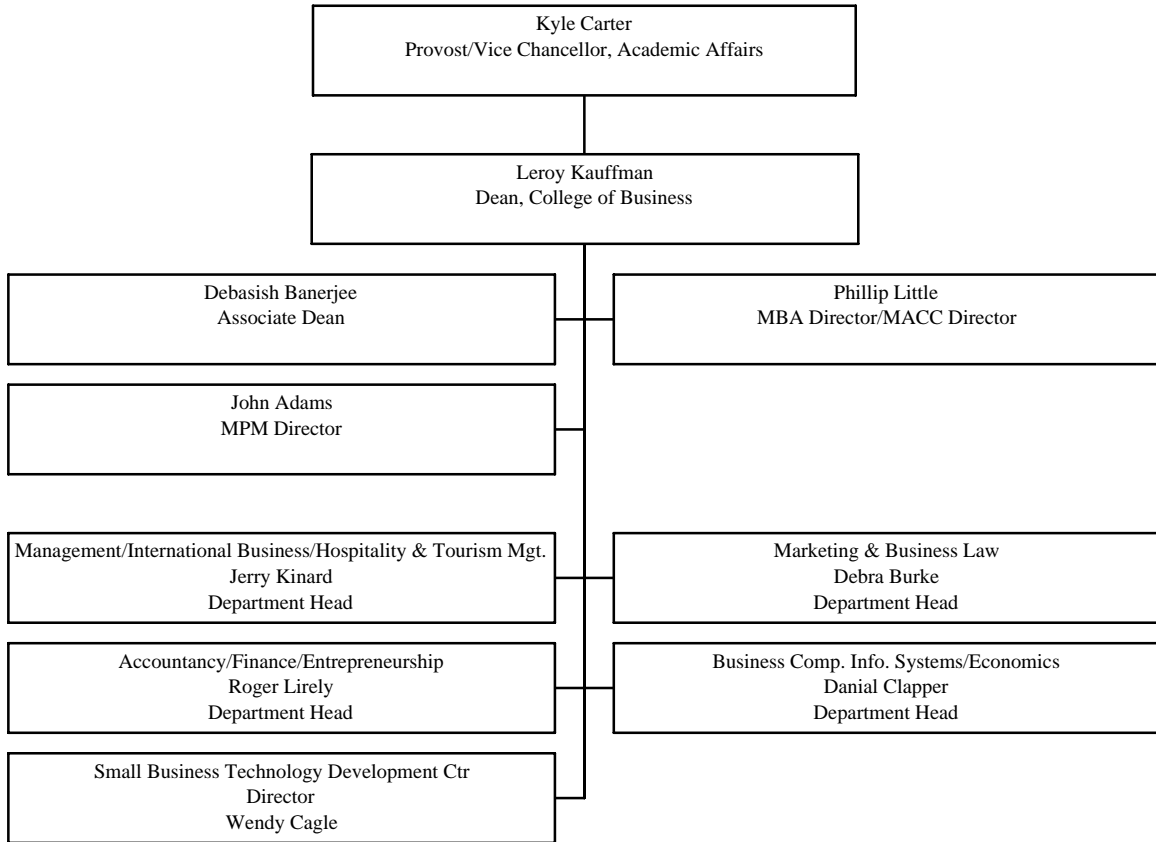 Kyle Carter
Provost/Vice Chancellor, Academic Affairs
Leroy Kauffman
Dean, College of Business
Debasish Banerjee
Associate Dean
Phillip Little
MBA Director/MACC Director
John Adams
MPM Director
Management/International Business/Hospitality & Tourism Mgt.
Jerry Kinard
Department Head
Marketing & Business Law
Debra Burke
Department Head
Accountancy/Finance/Entrepreneurship
Roger Lirely
Department Head
Business Comp. Info. Systems/Economics
Danial Clapper
Department Head
Small Business Technology Development Ctr
Director
Wendy Cagle